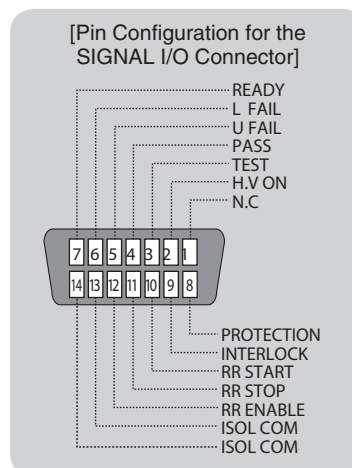 [Pin Configuration for the
SIGNAL I/O Connector]
READY
L FAIL
U FAIL
PASS
TEST
H.V ON
N.C
7 6 5 4 3 2 1
14 13 12 11 10 9 8
PROTECTION
INTERLOCK
RR START
RR STOP
RR ENABLE
ISOL COM
ISOL COM